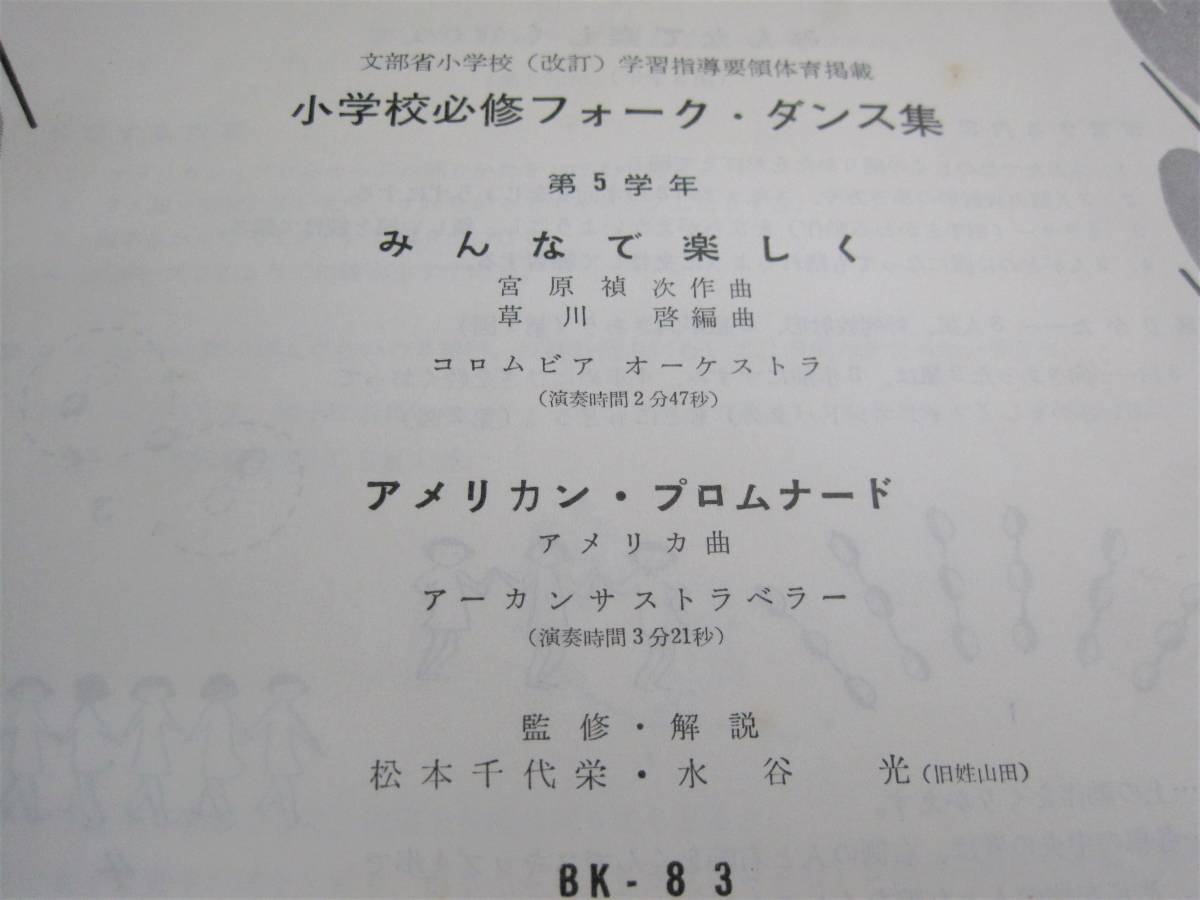 文部省小学校（改訂）学習指導要領体育掲載
小学校必修フォーク・ダンス集
第5学年
みんなで楽しく
宮原禎次作曲
草川啓編曲
コロムビア オーケストラ
（演奏時間2分47秒）
アメリカン・プロムナード
アメリカ曲
アーカンサストラベラー
（演奏時間3分21秒）
監修・解説
松本千代栄・水谷光（旧姓山田）
BK-83